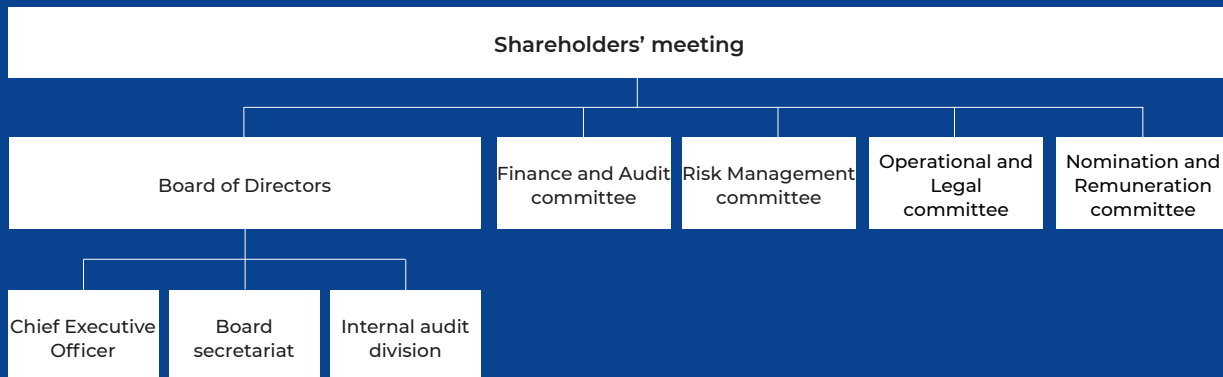 Shareholders’ meeting
Board of Directors
Finance and Audit
committee
Risk Management
committee
Operational and
Legal
committee
Nomination and
Remuneration
committee
Chief Executive
Officer
Board
secretariat
Internal audit
division